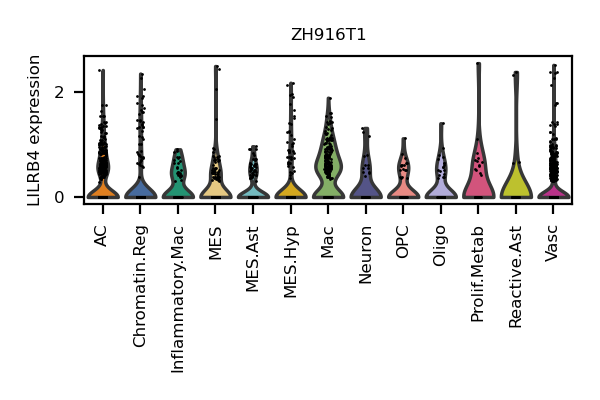 ZH916T1
LILRB4 expression
2
0
AC
Chromatin.Reg
Inflammatory.Mac
MES
MES.Ast
MES.Hyp
Mac
Neuron
OPC
Oligo
Prolif.Metab
Reactive.Ast
Vasc